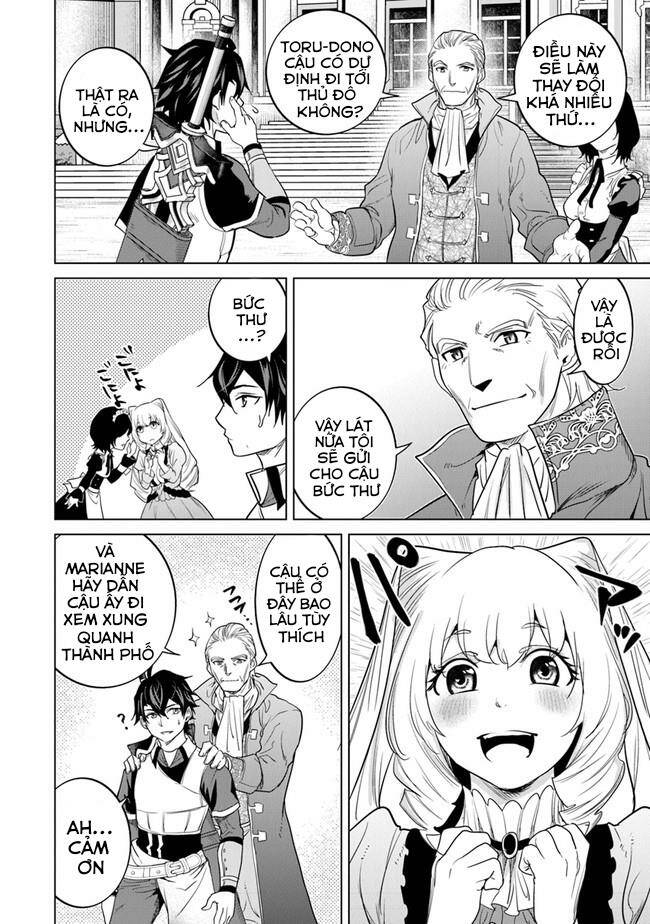 ĐIỀU NÀY
SẼ LÀM
THAY ĐỔI
KHÁ NHIỀU
THỨ...
TORU-DONO
CẬU CÓ DỰ
ĐỊNH ĐI TỚI
THỦ ĐÔ
KHÔNG?
THẬT RA
LÀ CÓ,
NHƯNG...
VẬY
LÀ
ĐƯỢC
RỒI
VẬY LÁT
NỮA TÔI
SẼ GỬI
CHO CẬU
BỨC THƯ
BỨC
THƯ
...?
パアア
CẬU CÓ
THỂ Ở
ĐÂY BAO
LÂU TÙY
THÍCH
VÀ
MARIANNE
HÃY DẪN
CẬU ẤY ĐI
XEM XUNG
QUANH
THÀNH PHỐ
?
AH...
CẢM
ƠN